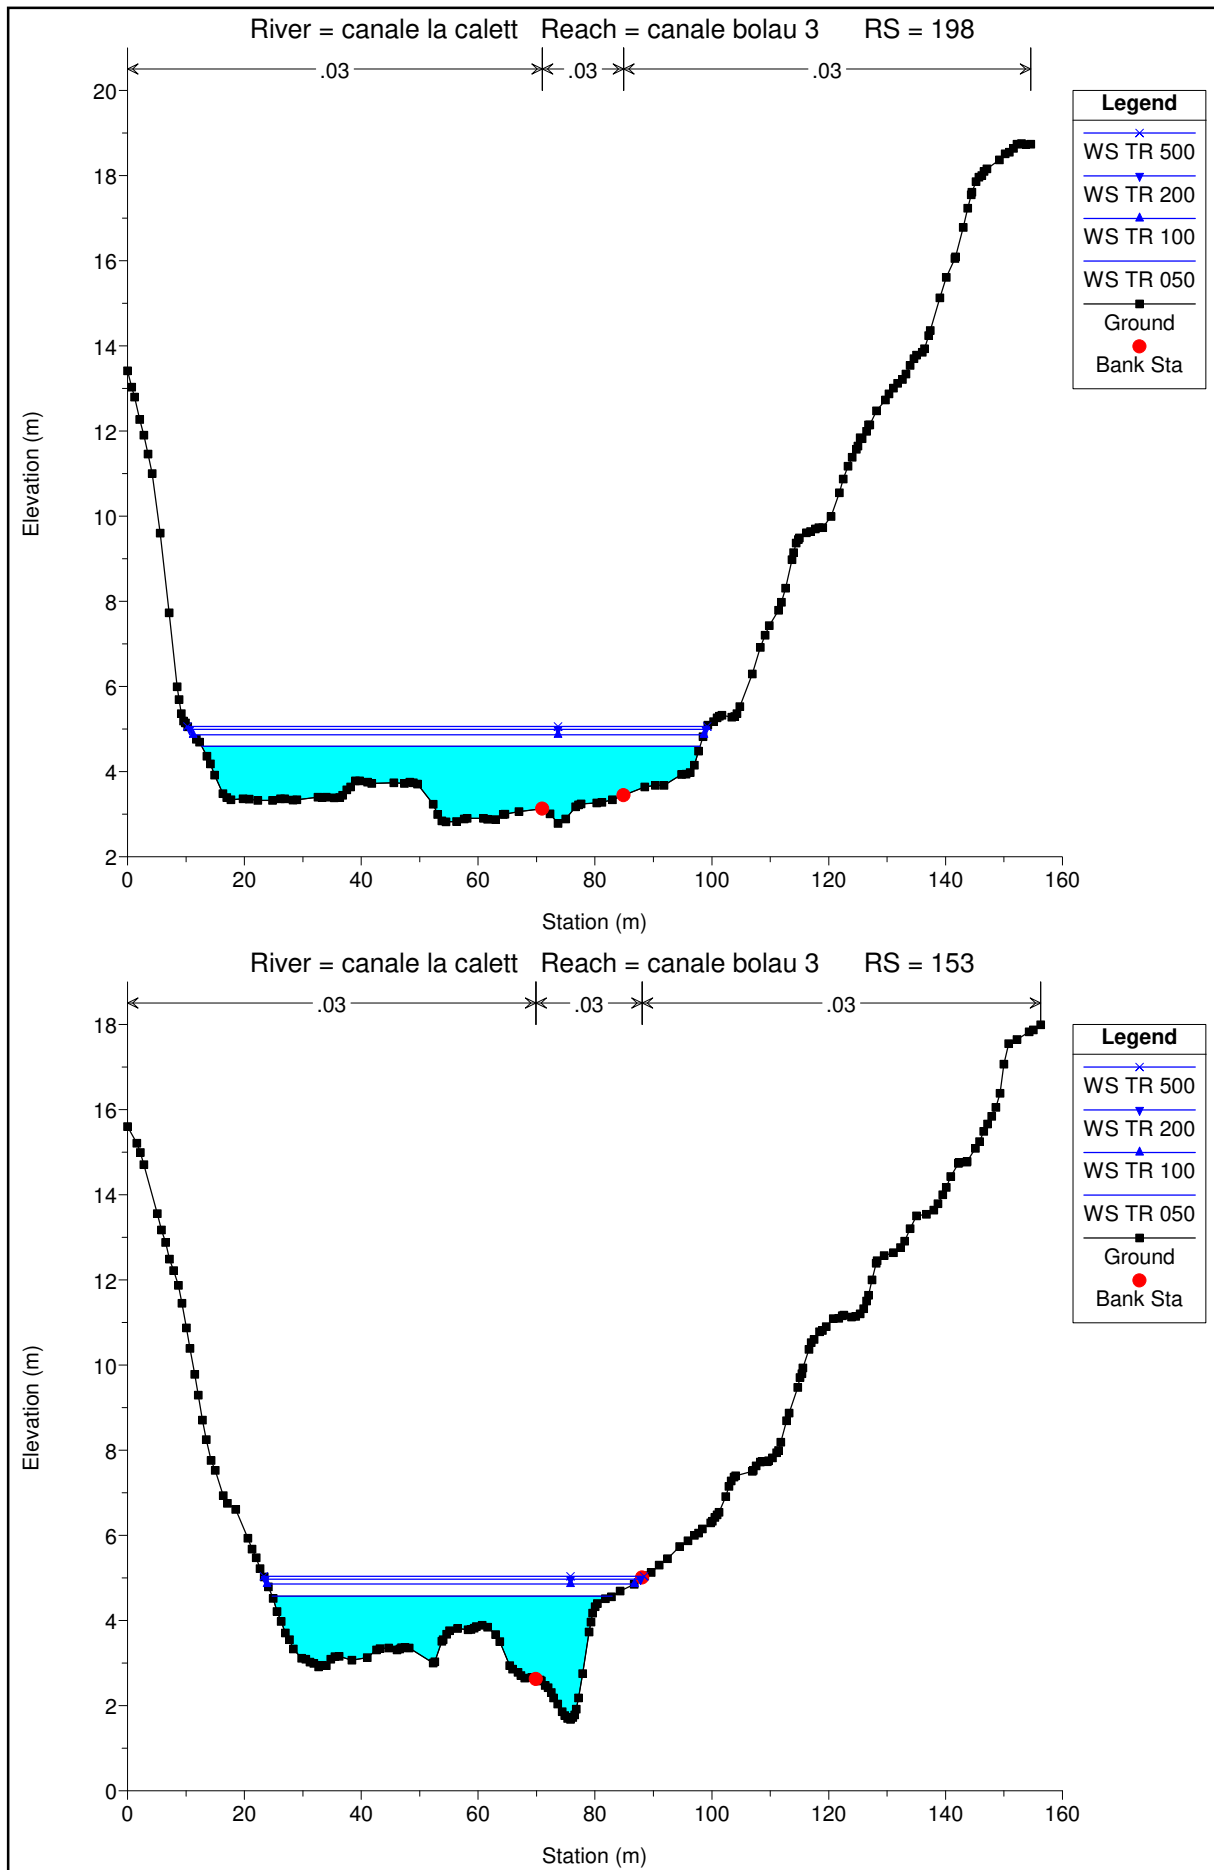 River = canale la calett Reach = canale bolau 3 RS = 198
.03 .03 .03
Legend
WS TR 500
WS TR 200
WS TR 100
WS TR 050
Ground
Bank Sta
20
18
16
14
12
10
8
6
4
2
Elevation (m)
0 20 40 60 80 100 120 140 160
Station (m)
River = canale la calett Reach = canale bolau 3 RS = 153
.03 .03 .03
Legend
WS TR 500
WS TR 200
WS TR 100
WS TR 050
Ground
Bank Sta
18
16
14
12
10
8
6
4
2
0
Elevation (m)
0 20 40 60 80 100 120 140 160
Station (m)